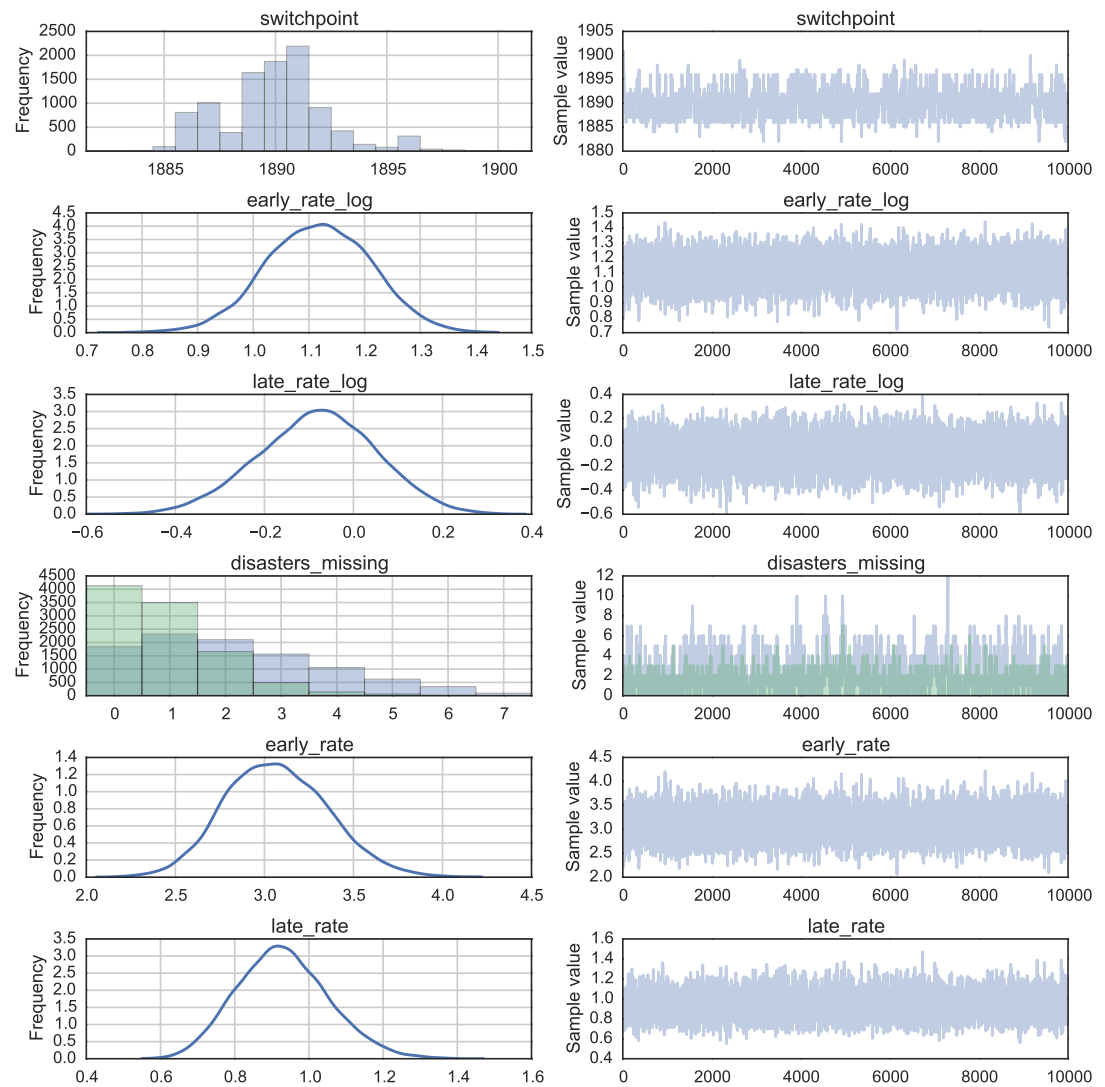 switchpoint
Frequency
2500
2000
1500
1000
500
0
1885 1890 1895 1900
switchpoint
Sample value
1905
1900
1895
1890
1885
1880
0 2000 4000 6000 8000 10000
early_rate_log
Frequency
4.5
4.0
3.5
3.0
2.5
2.0
1.5
1.0
0.5
0.0
0.7 0.8 0.9 1.0 1.1 1.2 1.3 1.4 1.5
early_rate_log
Sample value
1.5
1.4
1.3
1.2
1.1
1.0
0.9
0.8
0.7
0 2000 4000 6000 8000 10000
late_rate_log
Frequency
3.5
3.0
2.5
2.0
1.5
1.0
0.5
0.0
−0.6 −0.4 −0.2 0.0 0.2 0.4
late_rate_log
Sample value
0.4
0.2
0.0
−0.2
−0.4
−0.6
0 2000 4000 6000 8000 10000
disasters_missing
Frequency
4500
4000
3500
3000
2500
2000
1500
1000
500
0
0 1 2 3 4 5 6 7
disasters_missing
Sample value
12
10
8
6
4
2
0
0 2000 4000 6000 8000 10000
early_rate
Frequency
1.4
1.2
1.0
0.8
0.6
0.4
0.2
0.0
2.0 2.5 3.0 3.5 4.0 4.5
early_rate
Sample value
4.5
4.0
3.5
3.0
2.5
2.0
0 2000 4000 6000 8000 10000
late_rate
Frequency
3.5
3.0
2.5
2.0
1.5
1.0
0.5
0.0
0.4 0.6 0.8 1.0 1.2 1.4 1.6
late_rate
Sample value
1.6
1.4
1.2
1.0
0.8
0.6
0.4
0 2000 4000 6000 8000 10000